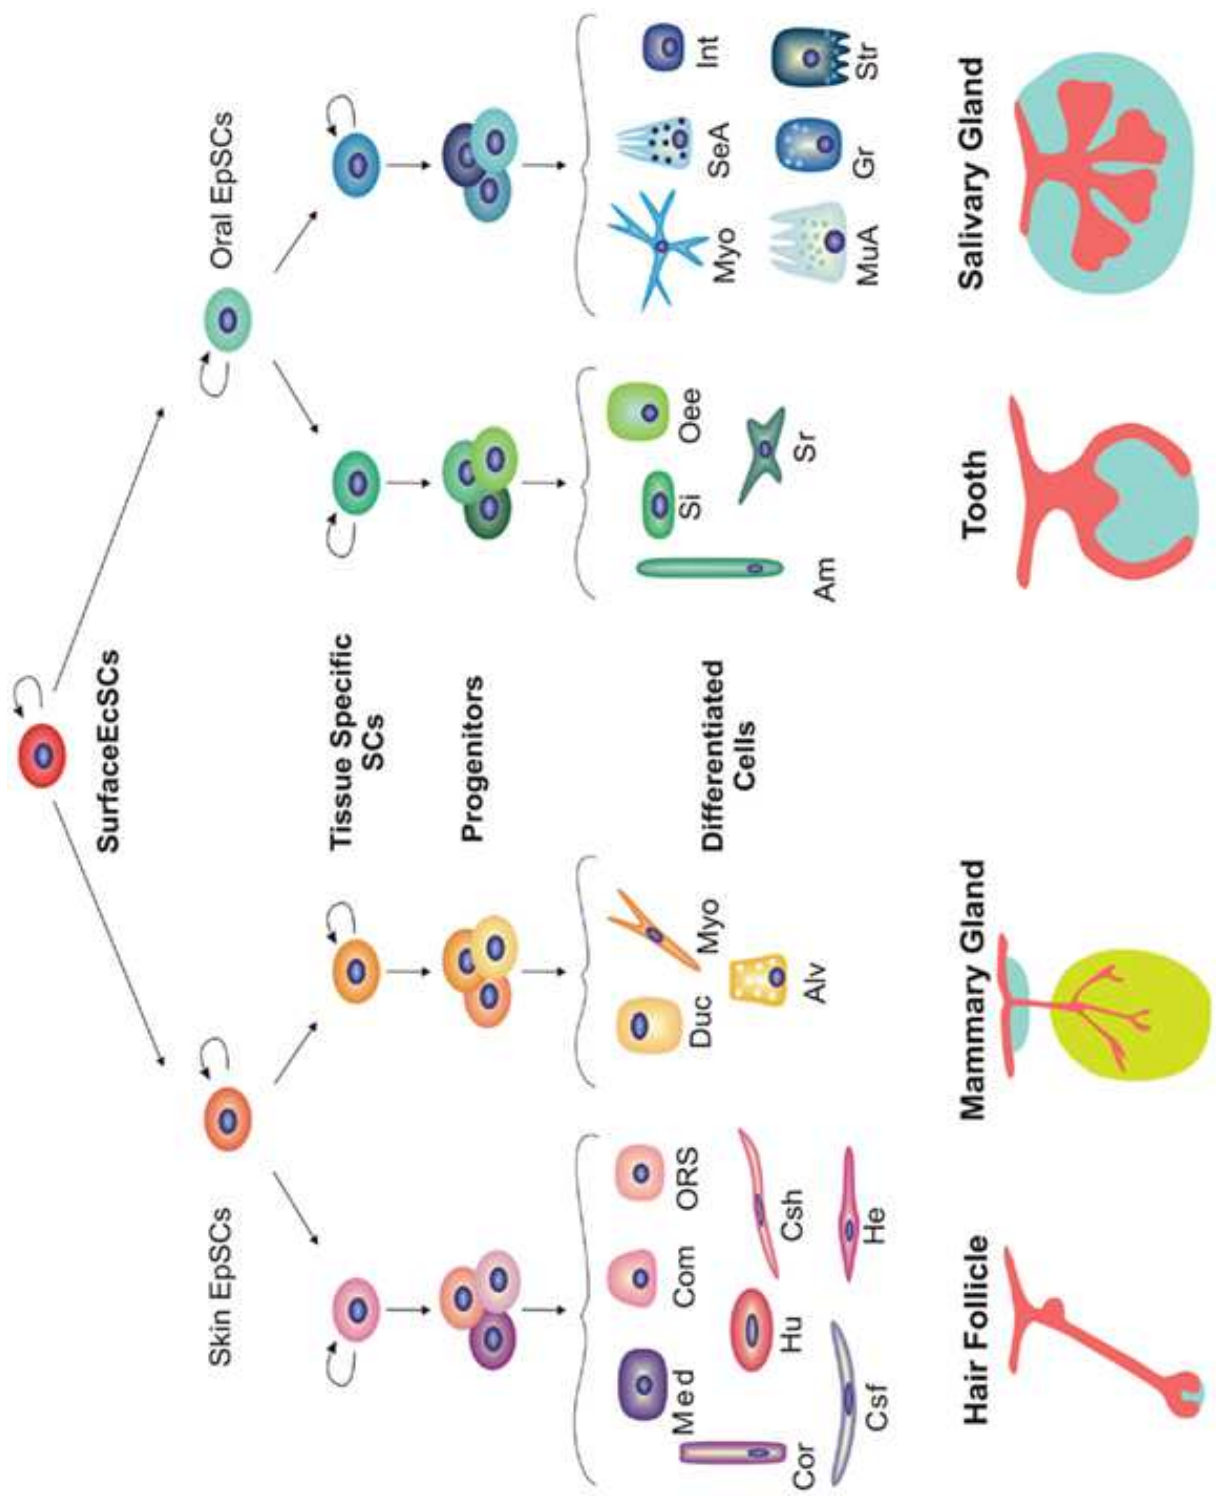 SurfaceEcSCs
Skin EpSCs
Oral EpSCs
Tissue Specific
SCs
Progenitors
Differentiated
Cells
Med
Com
ORS
Cor
Hu
Csh
Csf
He
Duc
Myo
Alv
Am
Si
Oee
Sr
Myo
SeA
Int
MuA
Gr
Str
Hair Follicle
Mammary Gland
Tooth
Salivary Gland